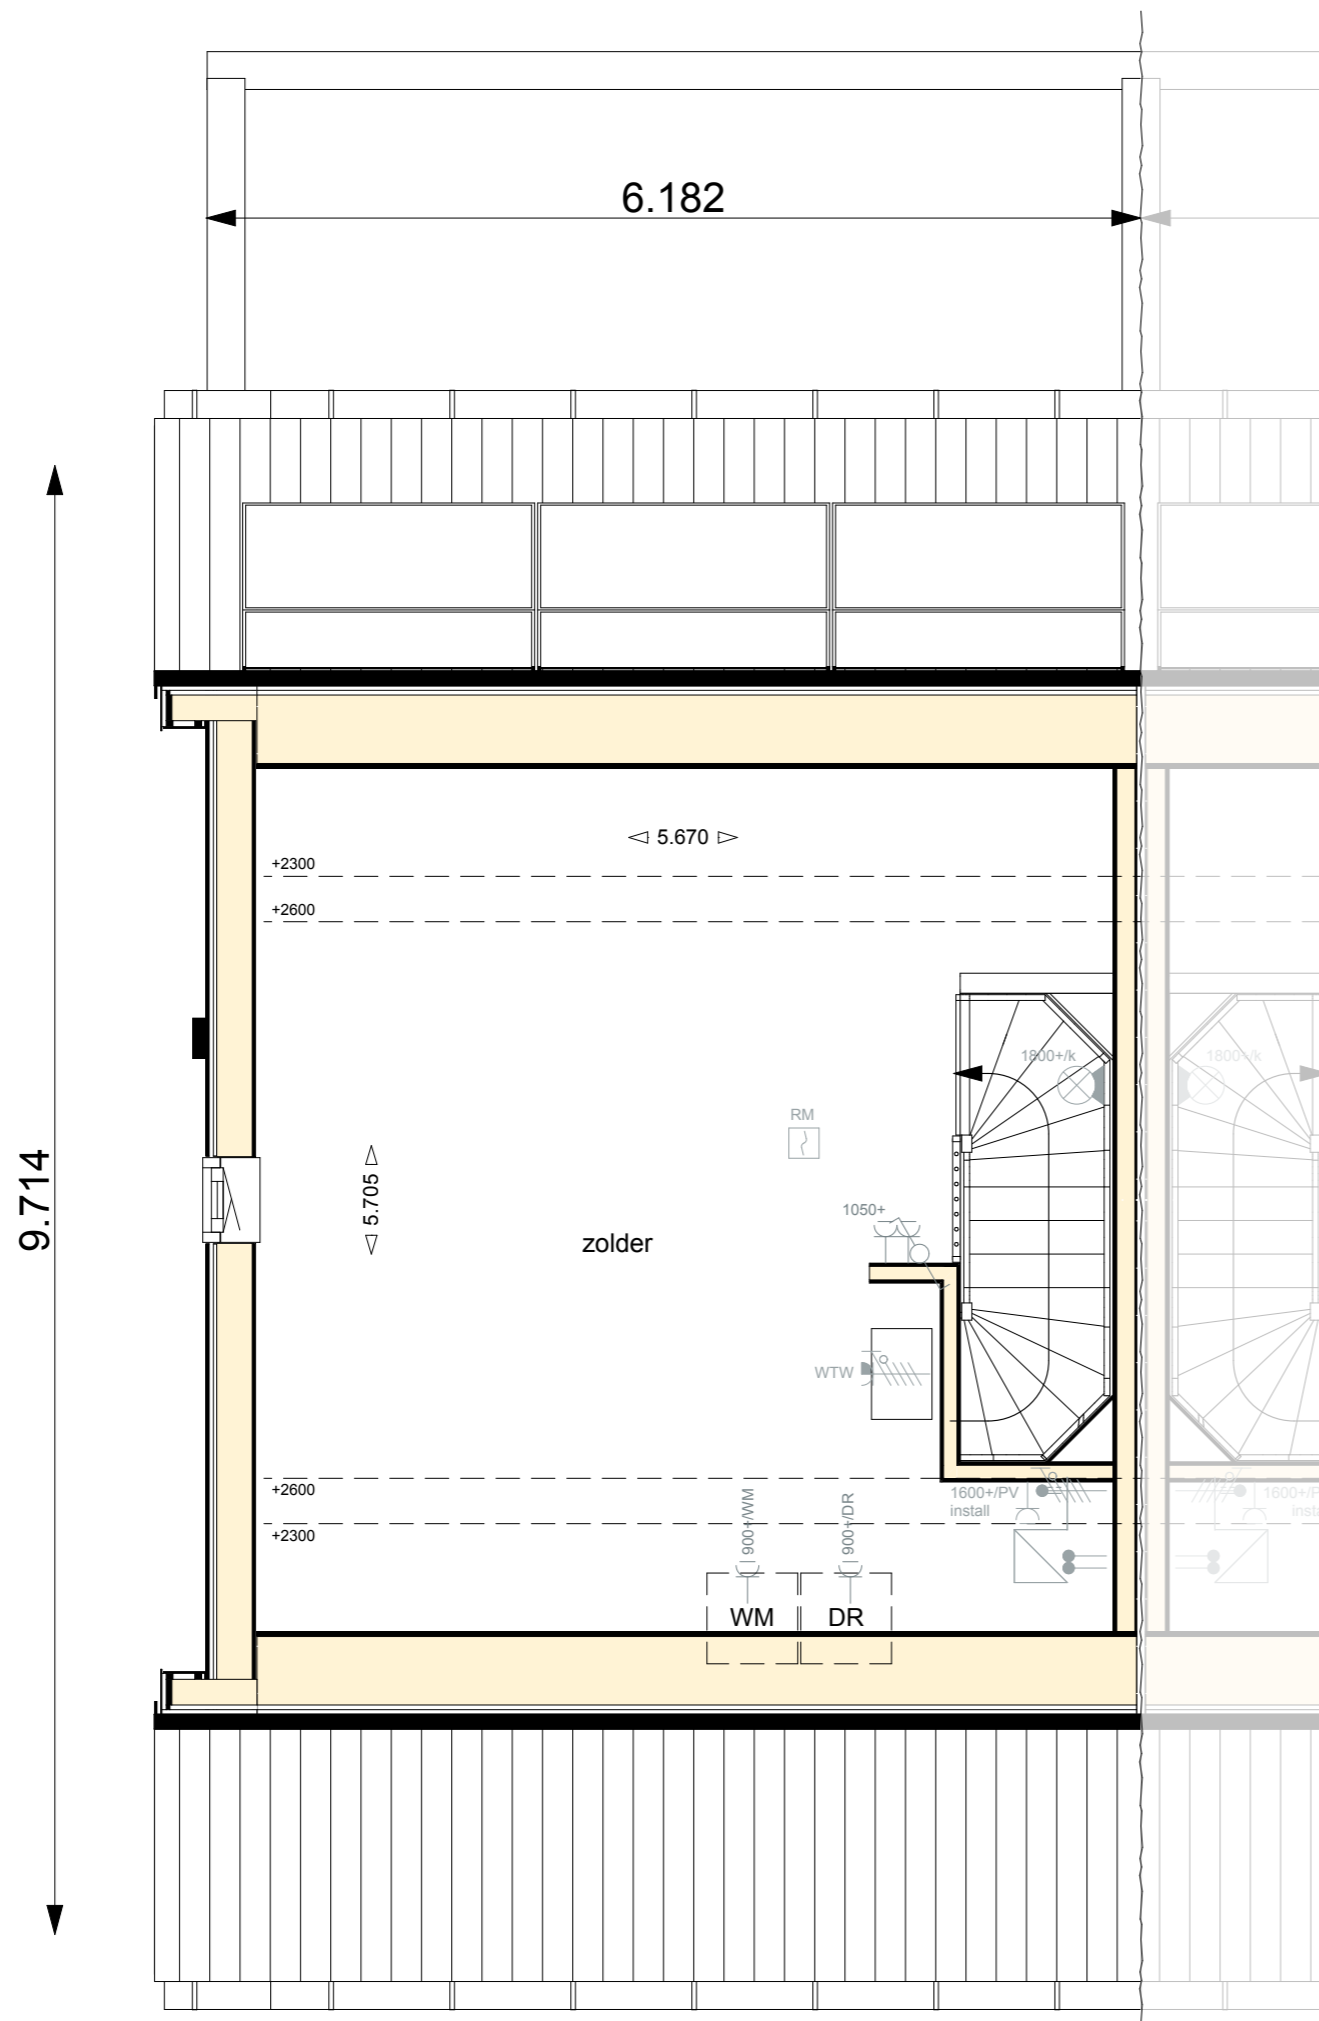 6.182
5.670
+2300
+2600
1800+/k
1800+/k
RM
9.714
5.705
1050+
zolder
WTW
+2600
+2300
900+/WM
900+/DR
1600+/PV
install
1600+/P
insta
WM
DR